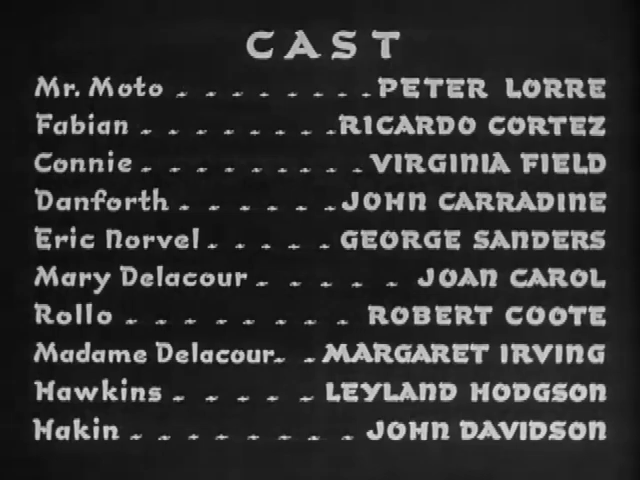 CAST
Mr. Moto . . . . . . . . PETER LORRE
Fabian . . . . . . . . RICARDO CORTEZ
Connie . . . . . . . . . VIRGINIA FIELD
Danforth . . . . . . JOHN CARRADINE
Eric Norvel . . . . . GEORGE SANDERS
Mary Delacour . . . . . JOAN CAROL
Rollo . . . . . . . . . ROBERT COOTE
Madame Delacour . . MARGARET IRVING
Hawkins . . . . . LEYLAND HODGSON
Hakin . . . . . . . . JOHN DAVIDSON